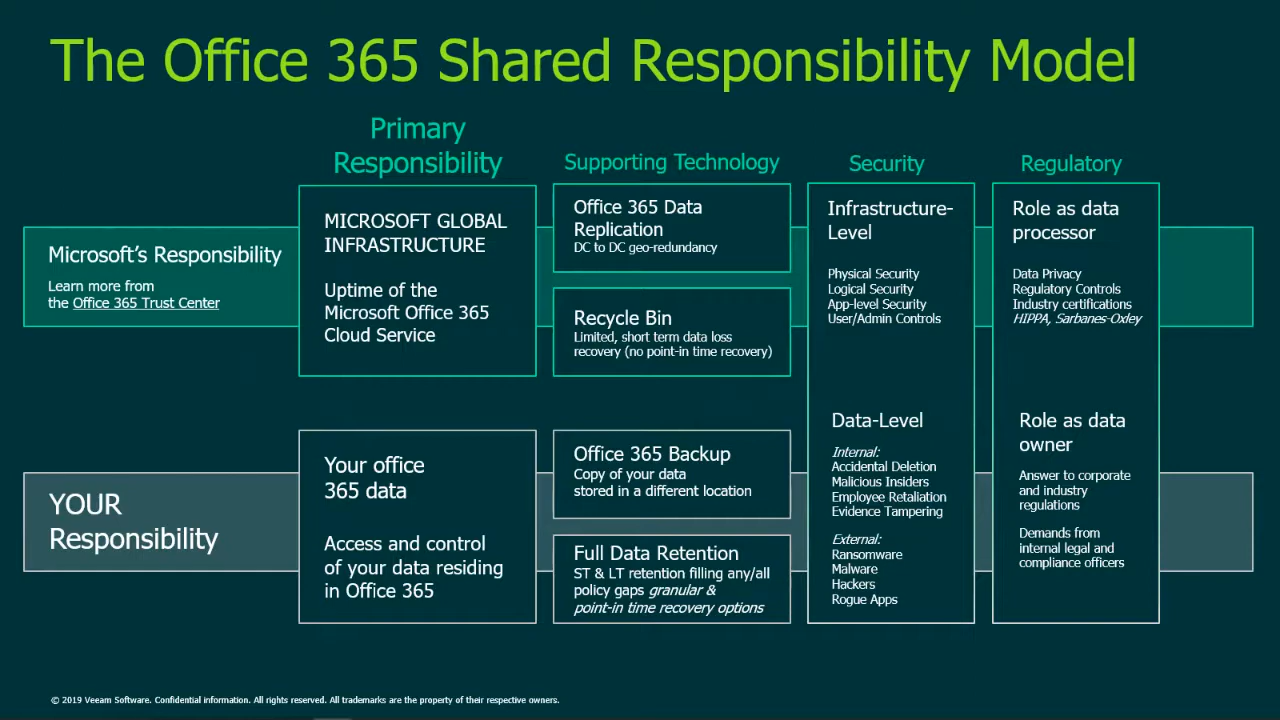 The Office 365 Shared Responsibility Model
Primary
Responsibility
Supporting Technology
Security
Regulatory
Microsoft's Responsibility
Learn more from
the Office 365 Trust Center
MICROSOFT GLOBAL
INFRASTRUCTURE
Uptime of the
Microsoft Office 365
Cloud Service
Office 365 Data
Replication
DC to DC geo-redundancy
Recycle Bin
Limited, short term data loss
recovery (no point-in time recovery)
Infrastructure-
Level
Physical Security
Logical Security
App-level Security
User/Admin Controls
Role as data
processor
Data Privacy
Regulatory Controls
Industry certifications
HIPPA, Sarbanes-Oxley
YOUR
Responsibility
Your office
365 data
Access and control
of your data residing
in Office 365
Office 365 Backup
Copy of your data
stored in a different location
Full Data Retention
ST & LT retention filling any/all
policy gaps granular &
point-in time recovery options
Data-Level
Internal:
Accidental Deletion
Malicious Insiders
Employee Retaliation
Evidence Tampering
External:
Ransomware
Malware
Hackers
Rogue Apps
Role as data
owner
Answer to corporate
and industry
regulations
Demands from
internal legal and
compliance officers
© 2019 Veeam Software. Confidential information. All rights reserved. All trademarks are the property of their respective owners.